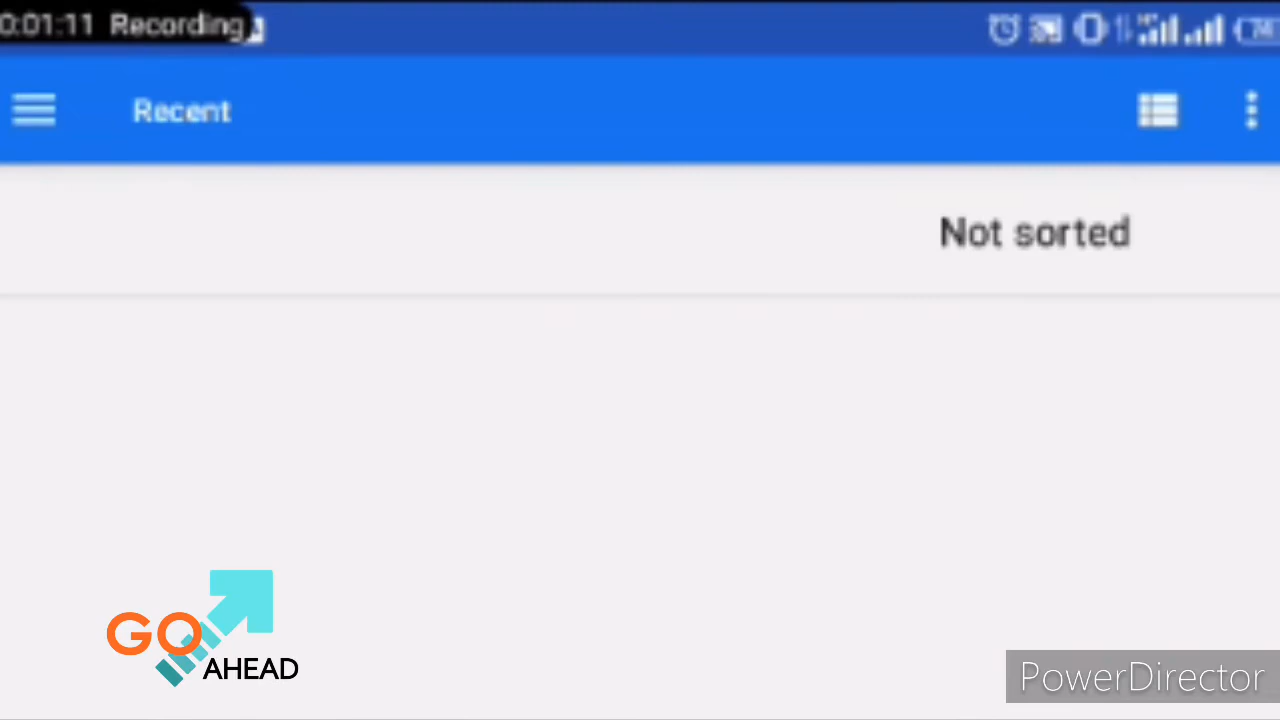 0:01:11 Recording
Recent
Not sorted
GO
AHEAD
PowerDirector